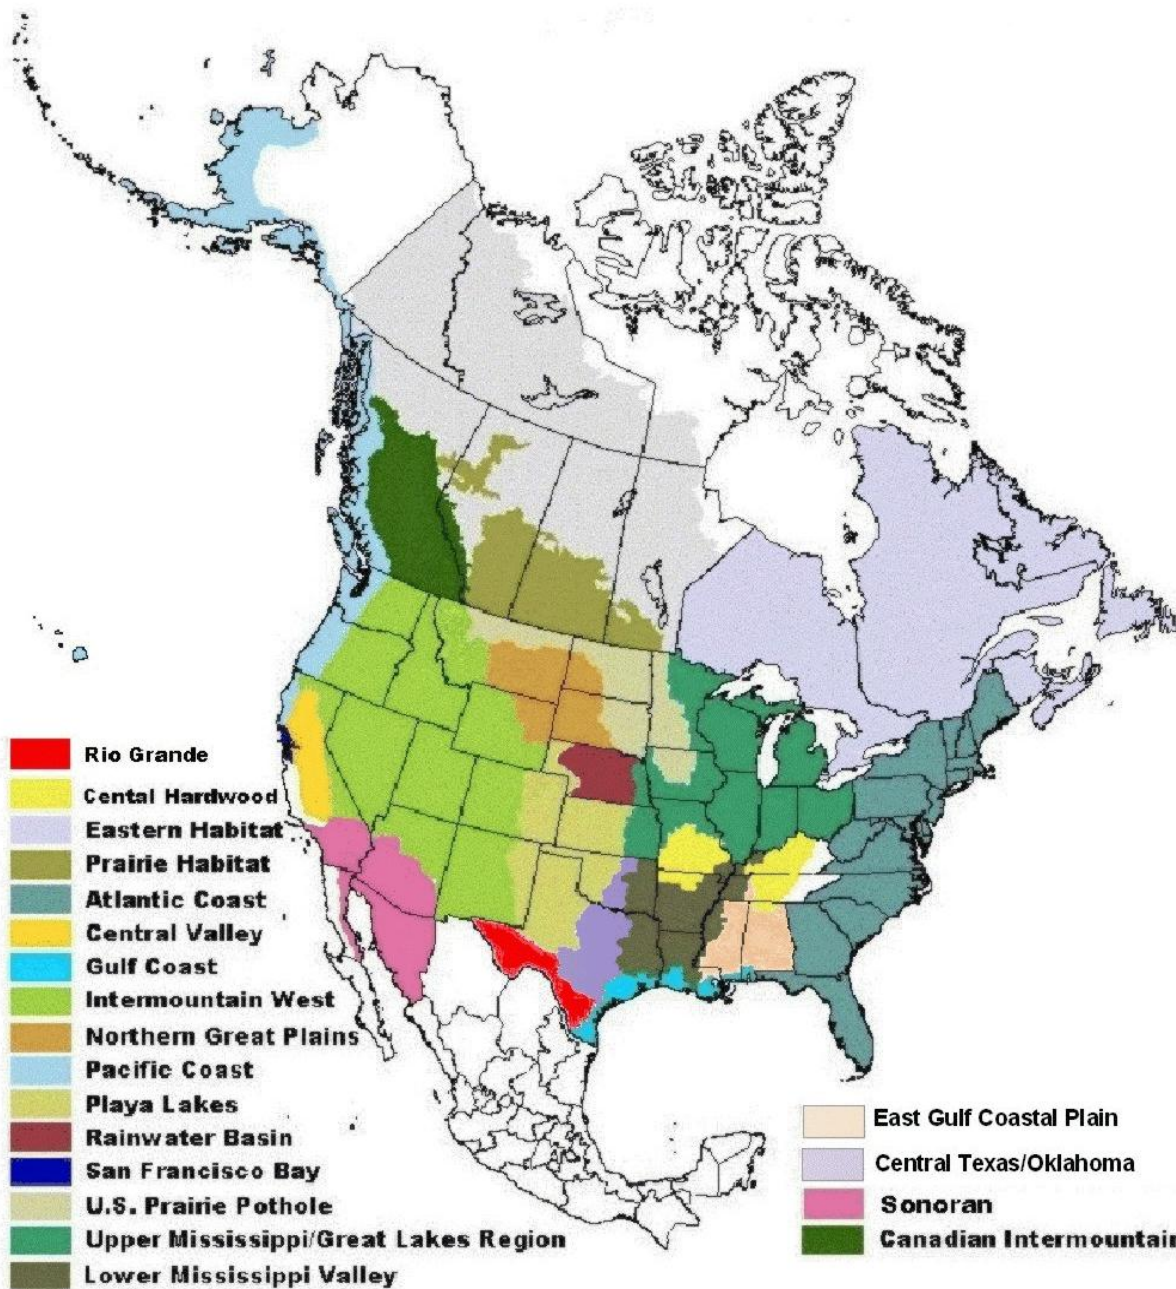 Rio Grande
Cental Hardwood
Eastern Habitat
Prairie Habitat
Atlantic Coast
Central Valley
Gulf Coast
Intermountain West
Northern Great Plains
Pacific Coast
Playa Lakes
Rainwater Basin
San Francisco Bay
U.S. Prairie Pothole
Upper Mississippi/Great Lakes Region
Lower Mississippi Valley
East Gulf Coastal Plain
Central Texas/Oklahoma
Sonoran
Canadian Intermountain